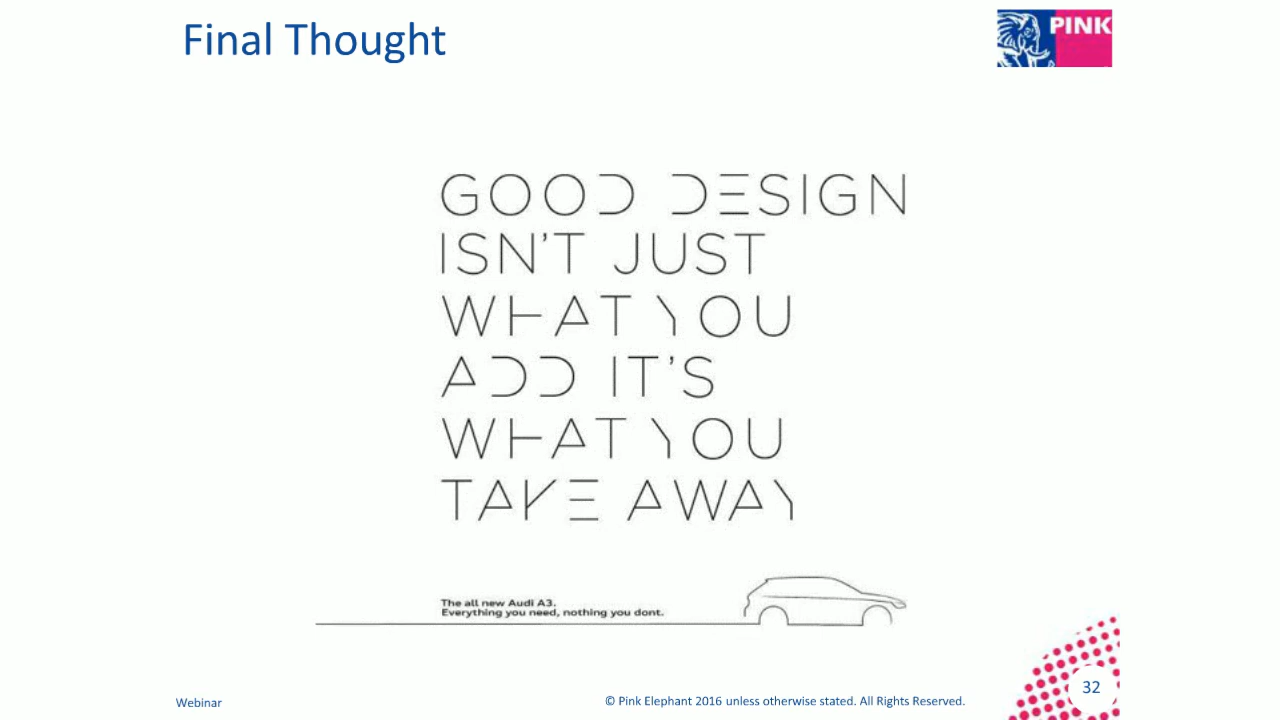 Final Thought
PINK
GOOD DESIGN
ISN'T JUST
WHAT YOU
ADD IT'S
WHAT YOU
TAKE AWAY
The all new Audi A3.
Everything you need, nothing you dont.
Webinar
© Pink Elephant 2016 unless otherwise stated. All Rights Reserved.
32